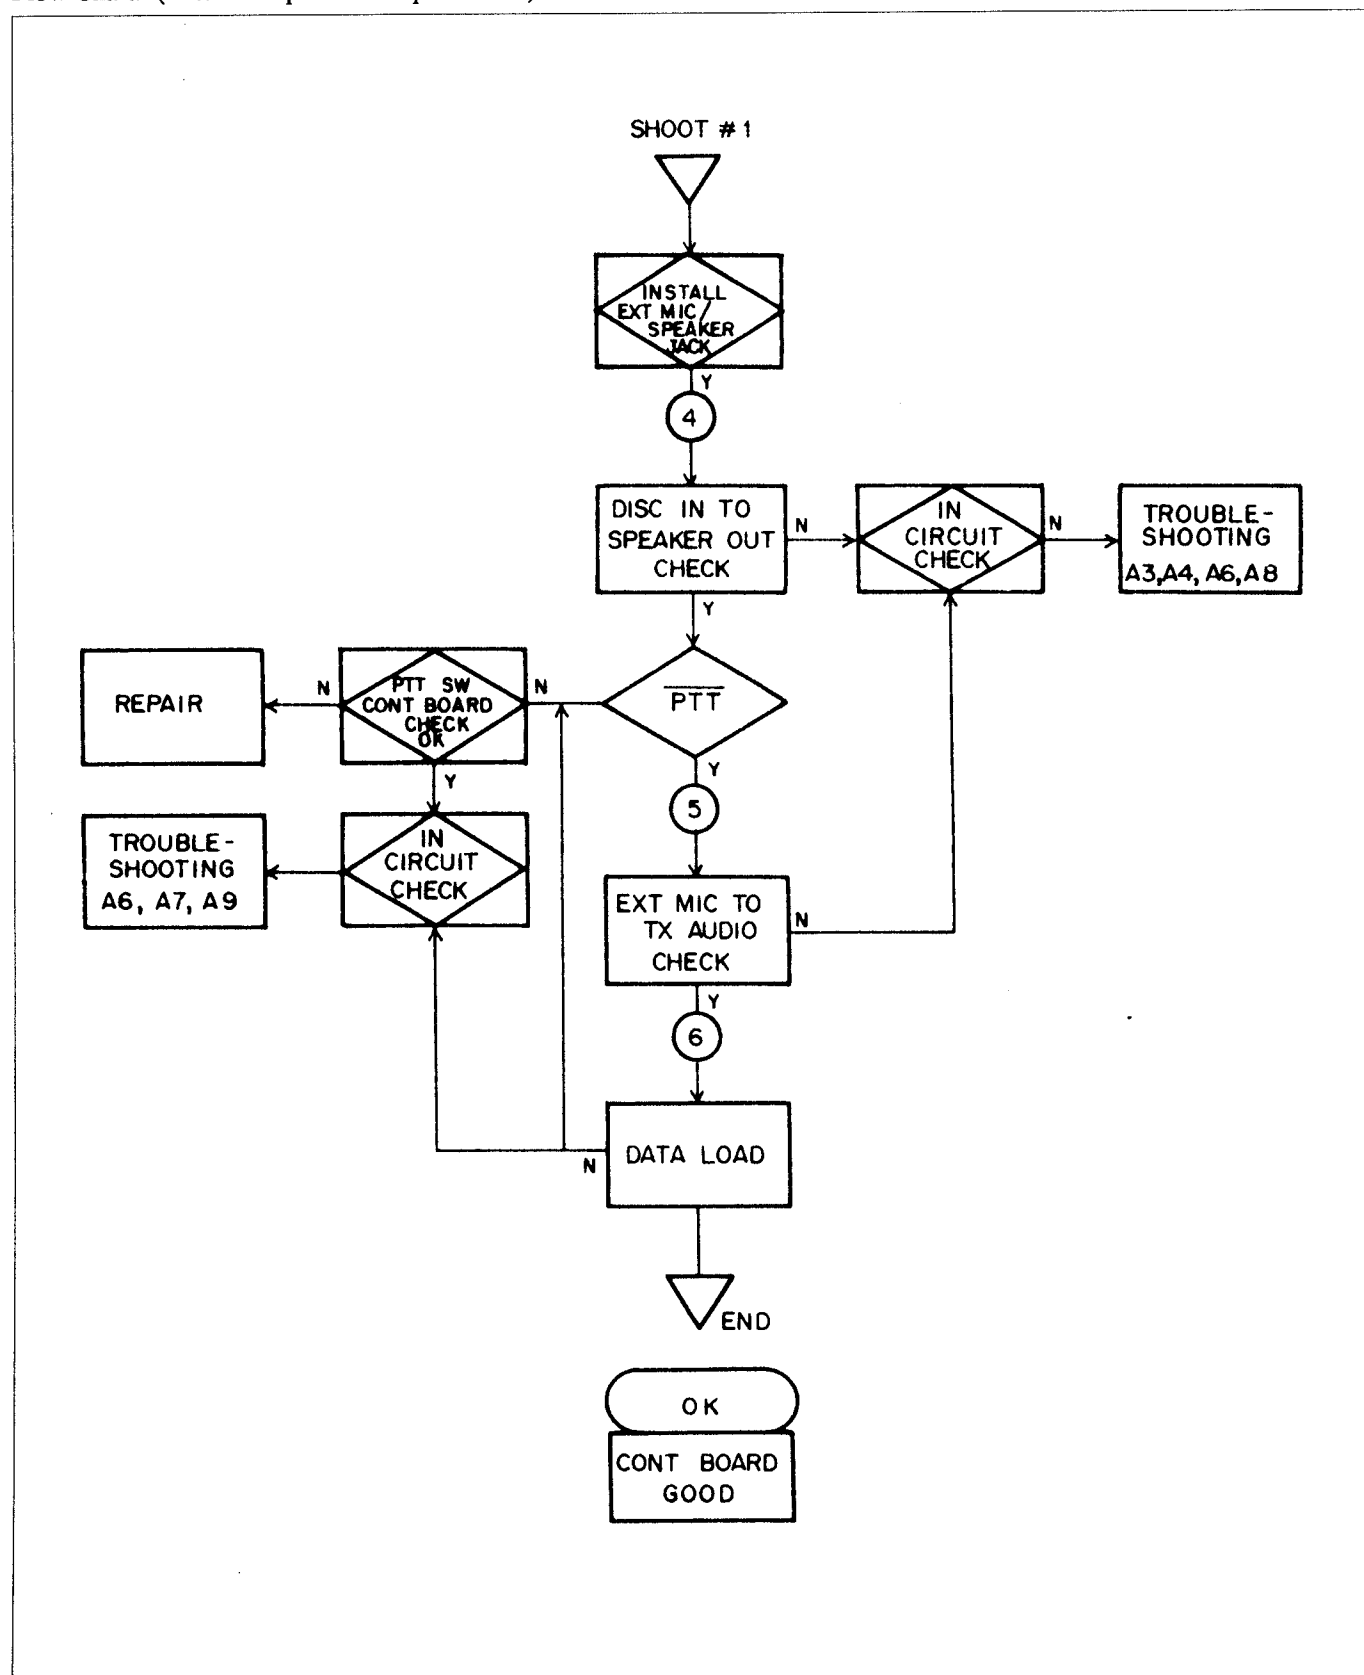 SHOOT #1
INSTALL
EXT MIC/
SPEAKER
JACK
Y
4
DISC IN TO
SPEAKER OUT
CHECK
N
IN
CIRCUIT
CHECK
N
TROUBLE-
SHOOTING
A3,A4,A6,A8
Y
REPAIR
N
PTT SW
CONT BOARD
CHECK
OK
N
PTT
Y
Y
5
TROUBLE-
SHOOTING
A6, A7, A9
IN
CIRCUIT
CHECK
EXT MIC TO
TX AUDIO
CHECK
N
Y
6
DATA LOAD
N
END
OK
CONT BOARD
GOOD